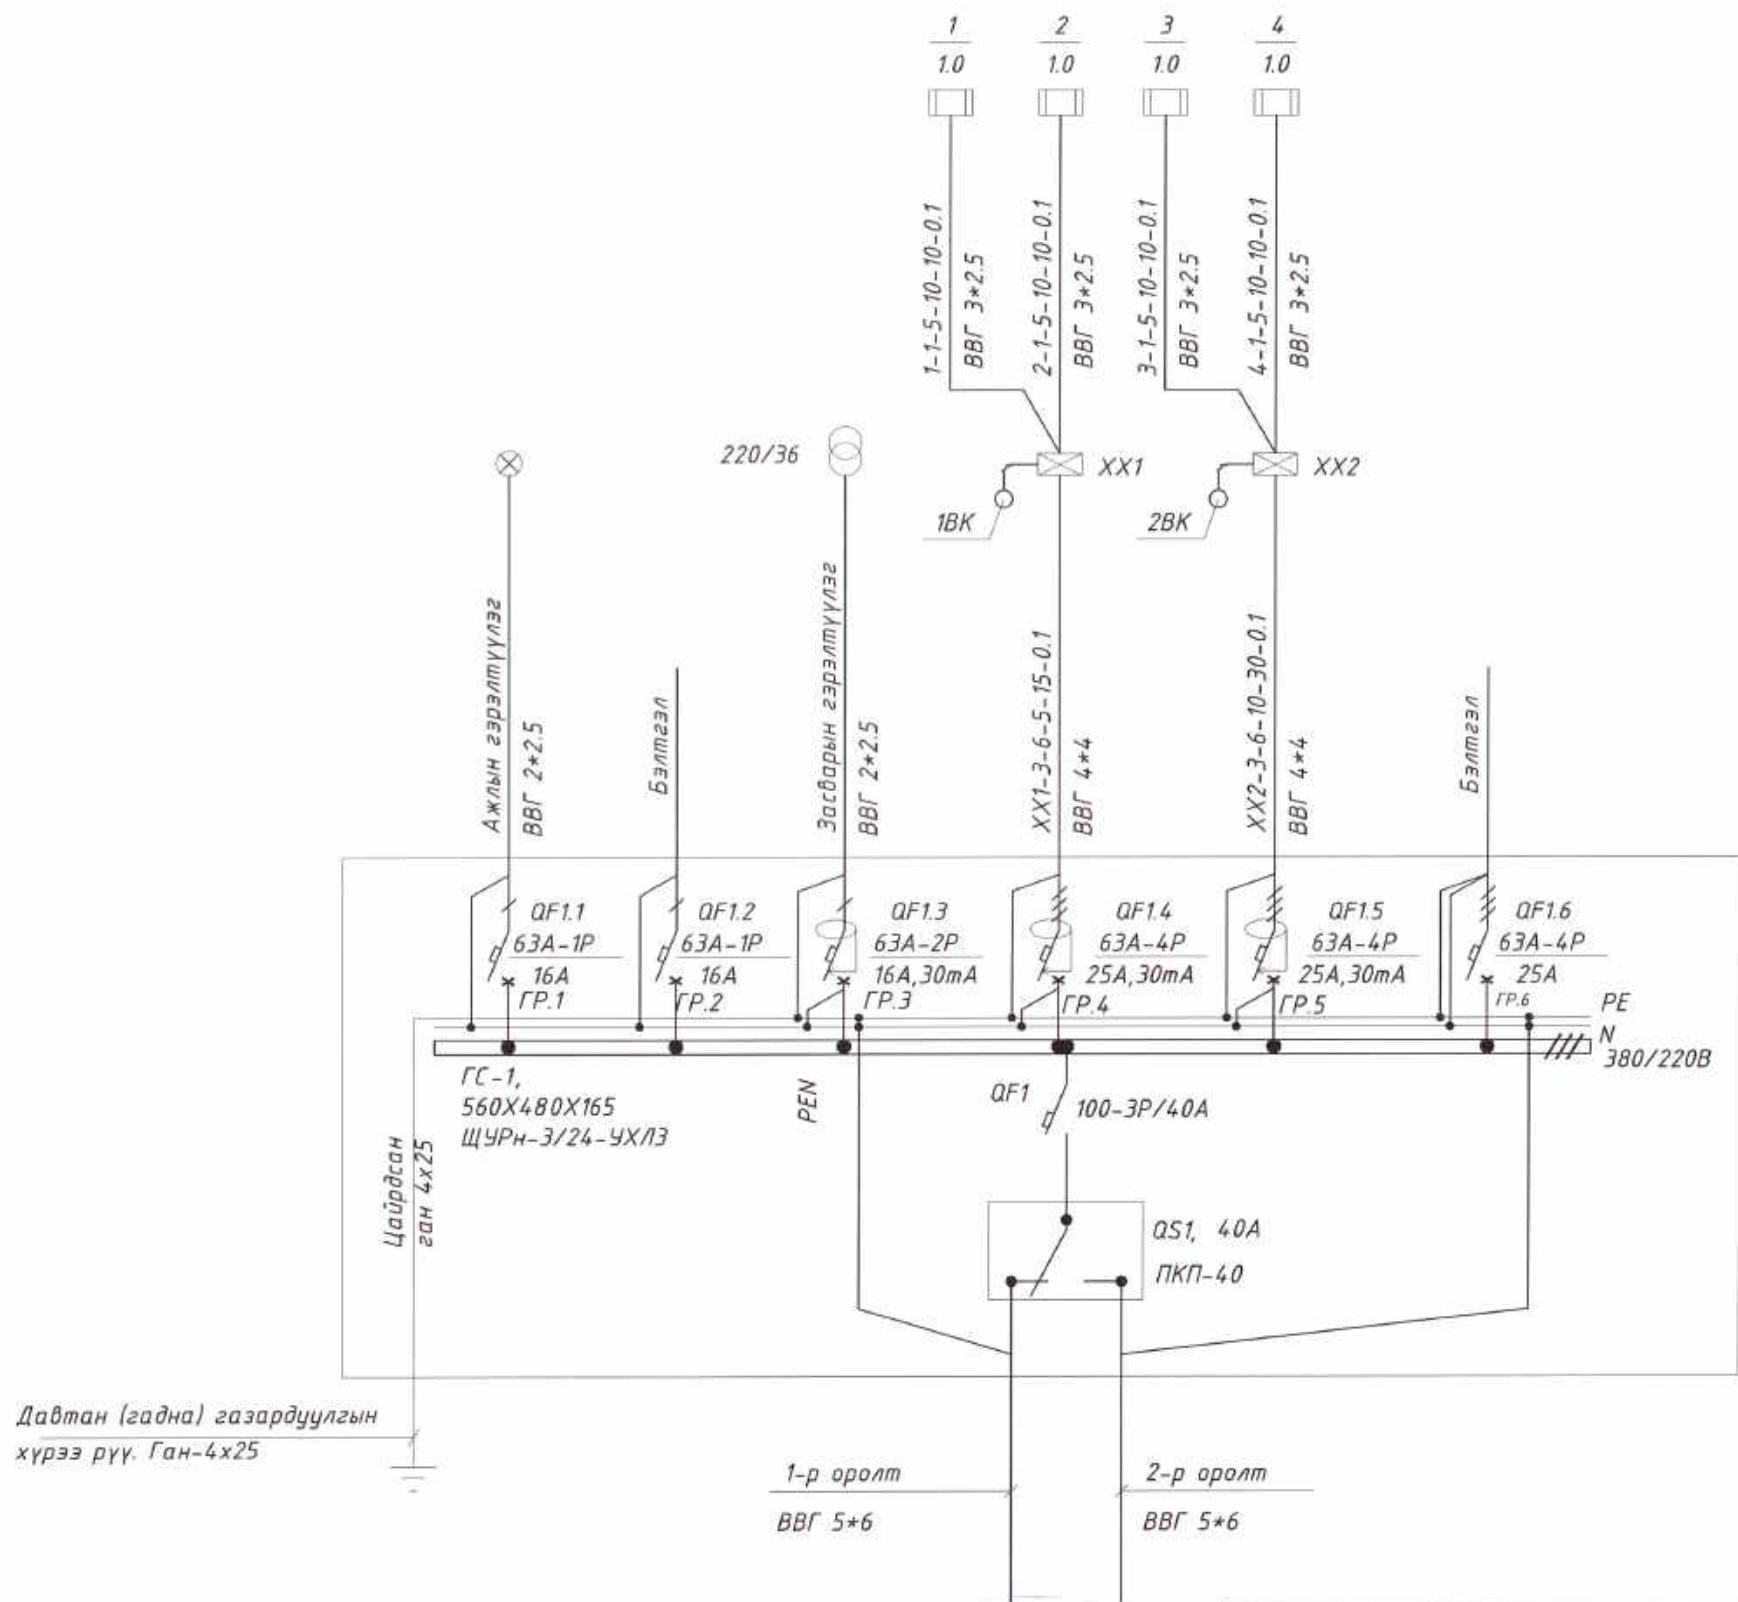 1
1.0
2
1.0
3
1.0
4
1.0
1-1-5-10-10-0.1
ВВГ 3*2.5
2-1-5-10-10-0.1
ВВГ 3*2.5
3-1-5-10-10-0.1
ВВГ 3*2.5
4-1-5-10-10-0.1
ВВГ 3*2.5
220/36
XX1
XX2
1ВК
2ВК
Ажлын гэрэлтүүлэг
ВВГ 2*2.5
Бэлтгэл
Засварын гэрэлтүүлэг
ВВГ 2*2.5
XX1-3-6-5-15-0.1
ВВГ 4*4
XX2-3-6-10-30-0.1
ВВГ 4*4
Бэлтгэл
QF1.1
63А-1Р
16А
ГР.1
QF1.2
63А-1Р
16А
ГР.2
QF1.3
63А-2Р
16А,30mA
ГР.3
QF1.4
63А-4Р
25А,30mA
ГР.4
QF1.5
63А-4Р
25А,30mA
ГР.5
QF1.6
63А-4Р
25А
ГР.6
PE
N
380/220В
ГС-1,
560Х480Х165
ЩУРн-3/24-УХЛЗ
PEN
QF1
100-3Р/40А
Цайрдсан
ган 4х25
QS1, 40А
ПКП-40
Давтан (гадна) газардуулгын
хүрээ рүү. Ган-4х25
1-р оролт
ВВГ 5*6
2-р оролт
ВВГ 5*6